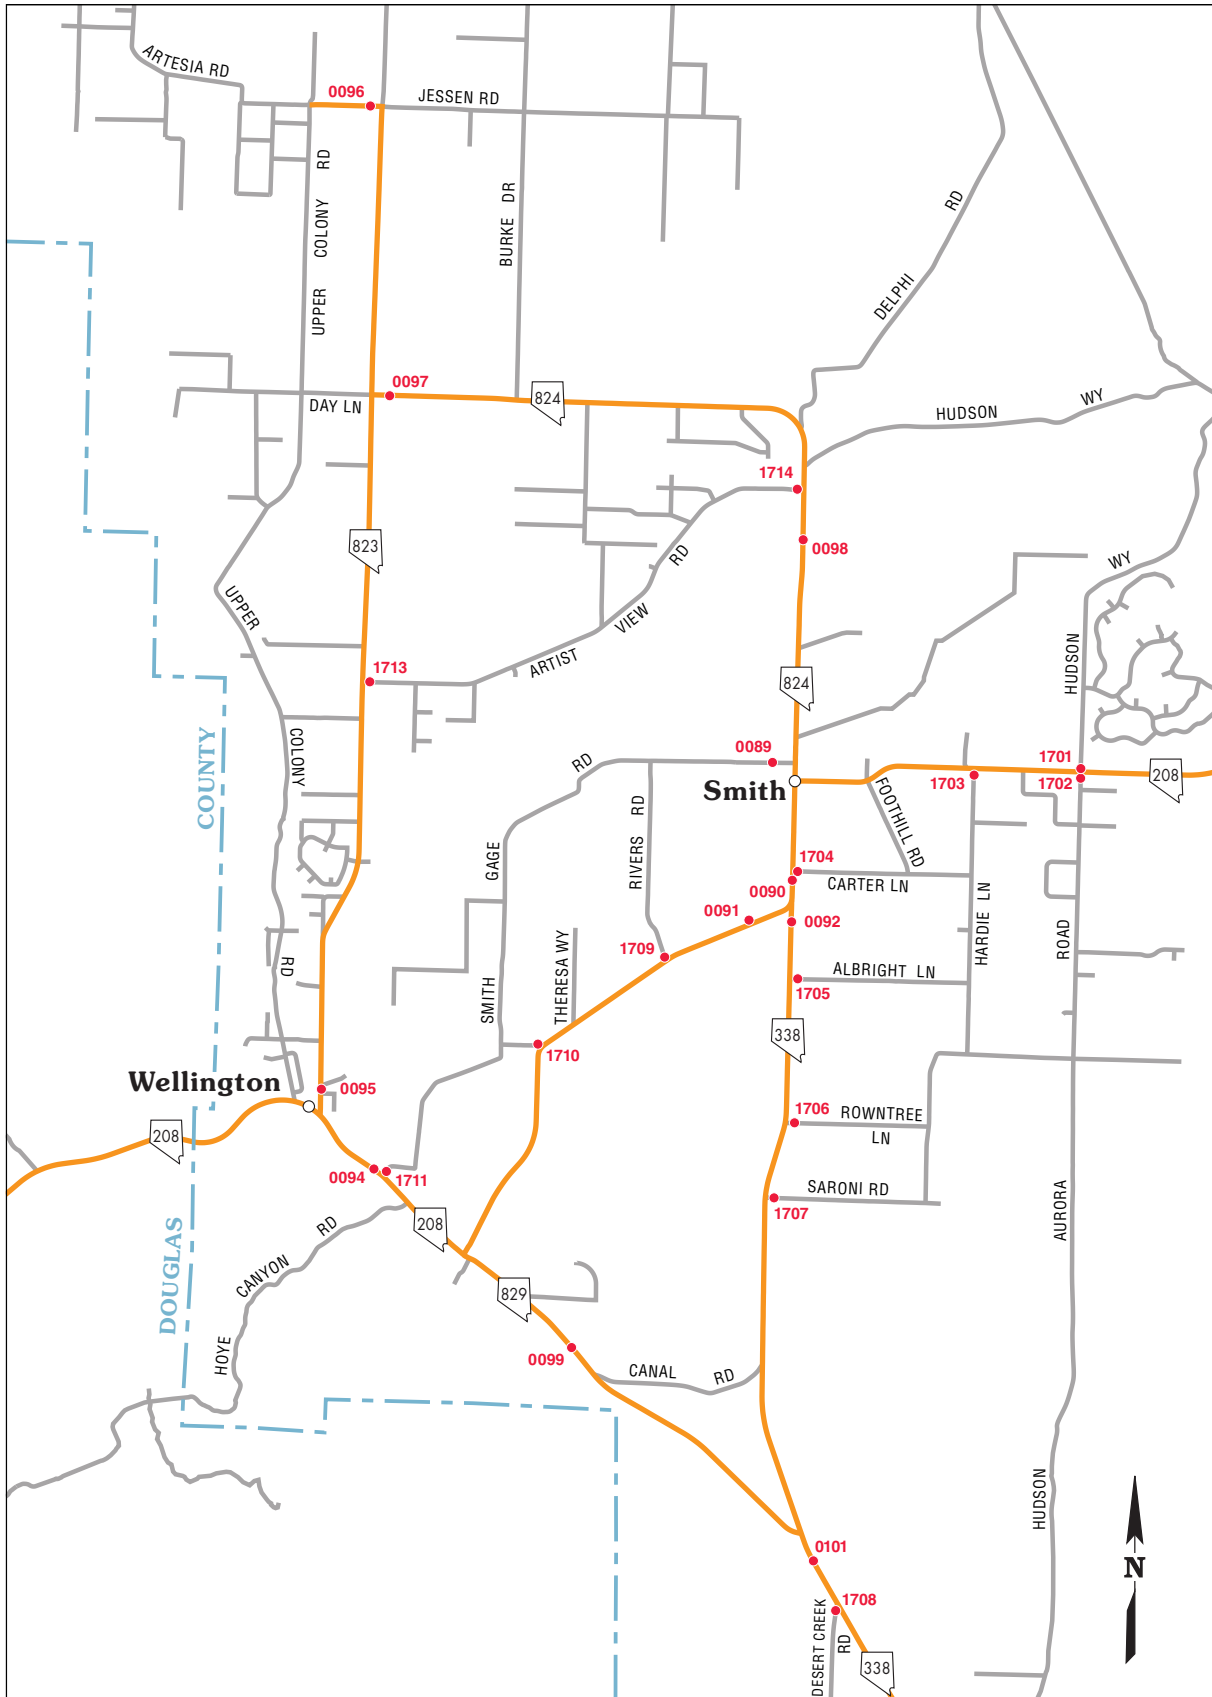 ARTESIA RD
0096
JESSEN RD
UPPER COLONY RD
BURKE DR
DELPHI RD
0097
DAY LN
824
HUDSON WY
1714
0098
823
ARTIST VIEW RD
UPPER COLONY RD
1713
824
HUDSON WY
COUNTY
0089
Smith
1701
1702
1703
208
SMITH GAGE RD
RIVERS RD
FOOTHILL RD
1704
CARTER LN
0090
0091
0092
1709
THERESA WY
HARDIE LN
ALBRIGHT LN
1705
338
1710
Wellington
0095
208
1706
ROWNTREE
LN
0094
1711
SARONI RD
1707
208
HOYE CANYON RD
DOUGLAS
829
0099
CANAL RD
HUDSON AURORA ROAD
0101
1708
DESERT CREEK
RD
338
N